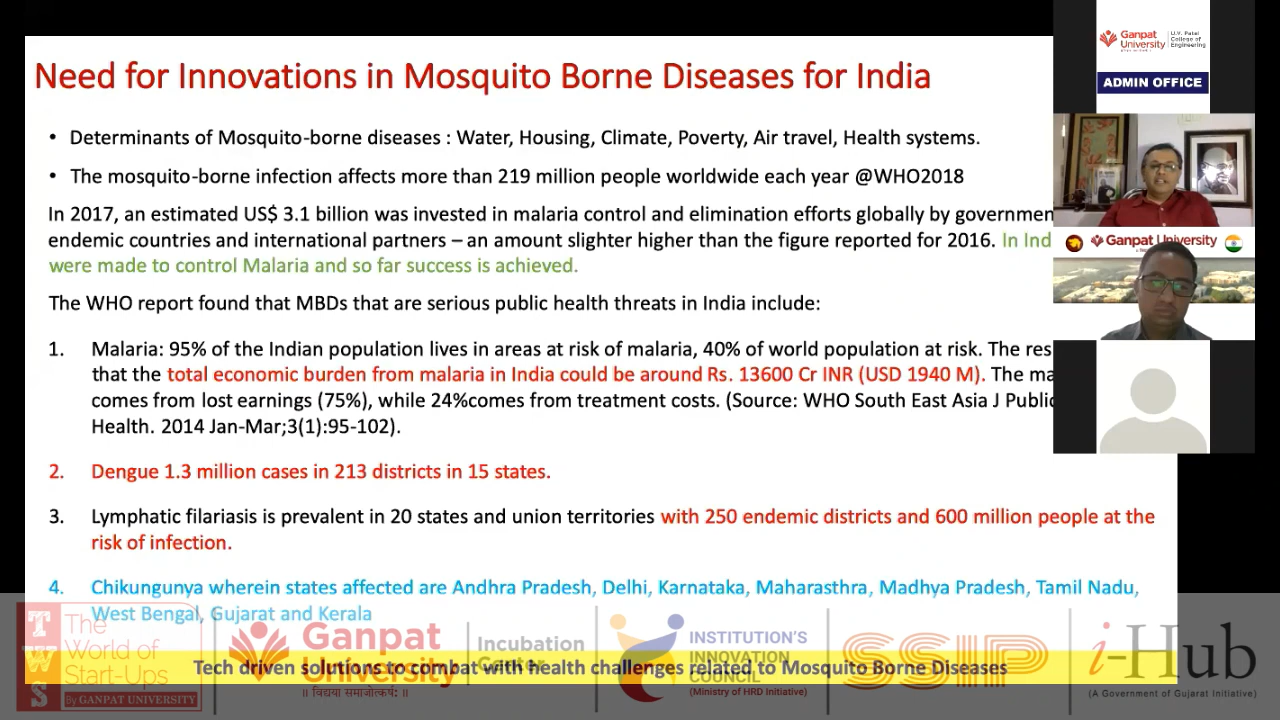 Need for Innovations in Mosquito Borne Diseases for India
• Determinants of Mosquito-borne diseases : Water, Housing, Climate, Poverty, Air travel, Health systems.
• The mosquito-borne infection affects more than 219 million people worldwide each year @WHO2018
In 2017, an estimated US$ 3.1 billion was invested in malaria control and elimination efforts globally by
endemic countries and international partners – an amount slighter higher than the figure reported for 2016. In
were made to control Malaria and so far success is achieved.
The WHO report found that MBDs that are serious public health threats in India include:
1. Malaria: 95% of the Indian population lives in areas at risk of malaria, 40% of world population at risk. The
that the total economic burden from malaria in India could be around Rs. 13600 Cr INR (USD 1940 M). The
comes from lost earnings (75%), while 24%comes from treatment costs. (Source: WHO South East Asia J
Health. 2014 Jan-Mar;3(1):95-102).
2. Dengue 1.3 million cases in 213 districts in 15 states.
3. Lymphatic filariasis is prevalent in 20 states and union territories with 250 endemic districts and 600 million people at the
risk of infection.
4. Chikungunya wherein states affected are Andhra Pradesh, Delhi, Karnataka, Maharasthra, Madhya Pradesh, Tamil Nadu,
West Bengal, Gujarat and Kerala
Ganpat University
U.V. Patel College of Engineering
ADMIN OFFICE
Ganpat University
TWS
The World of Start-Ups
By GANPAT UNIVERSITY
Ganpat University
॥ विद्यया समाजोत्कर्षः ॥
Incubation
INSTITUTION'S
INNOVATION
COUNCIL
(Ministry of HRD Initiative)
SSIP
i-Hub
(A Government of Gujarat Initiative)
Tech driven solutions to combat with health challenges related to Mosquito Borne Diseases